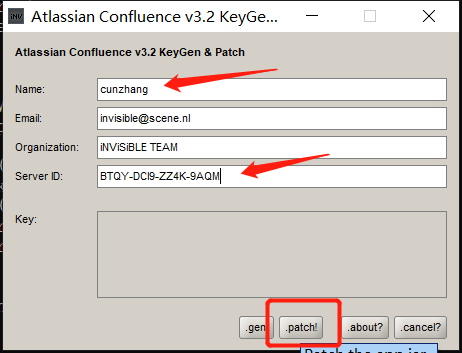 iNV Atlassian Confluence v3.2 KeyGe...
Atlassian Confluence v3.2 KeyGen & Patch
Name: cunzhang
Email: invisible@scene.nl
Organization: iNViSiBLE TEAM
Server ID: BTQY-DCI9-ZZ4K-9AQM
Key:
.gen .patch! .about? .cancel?
Patch the app jar